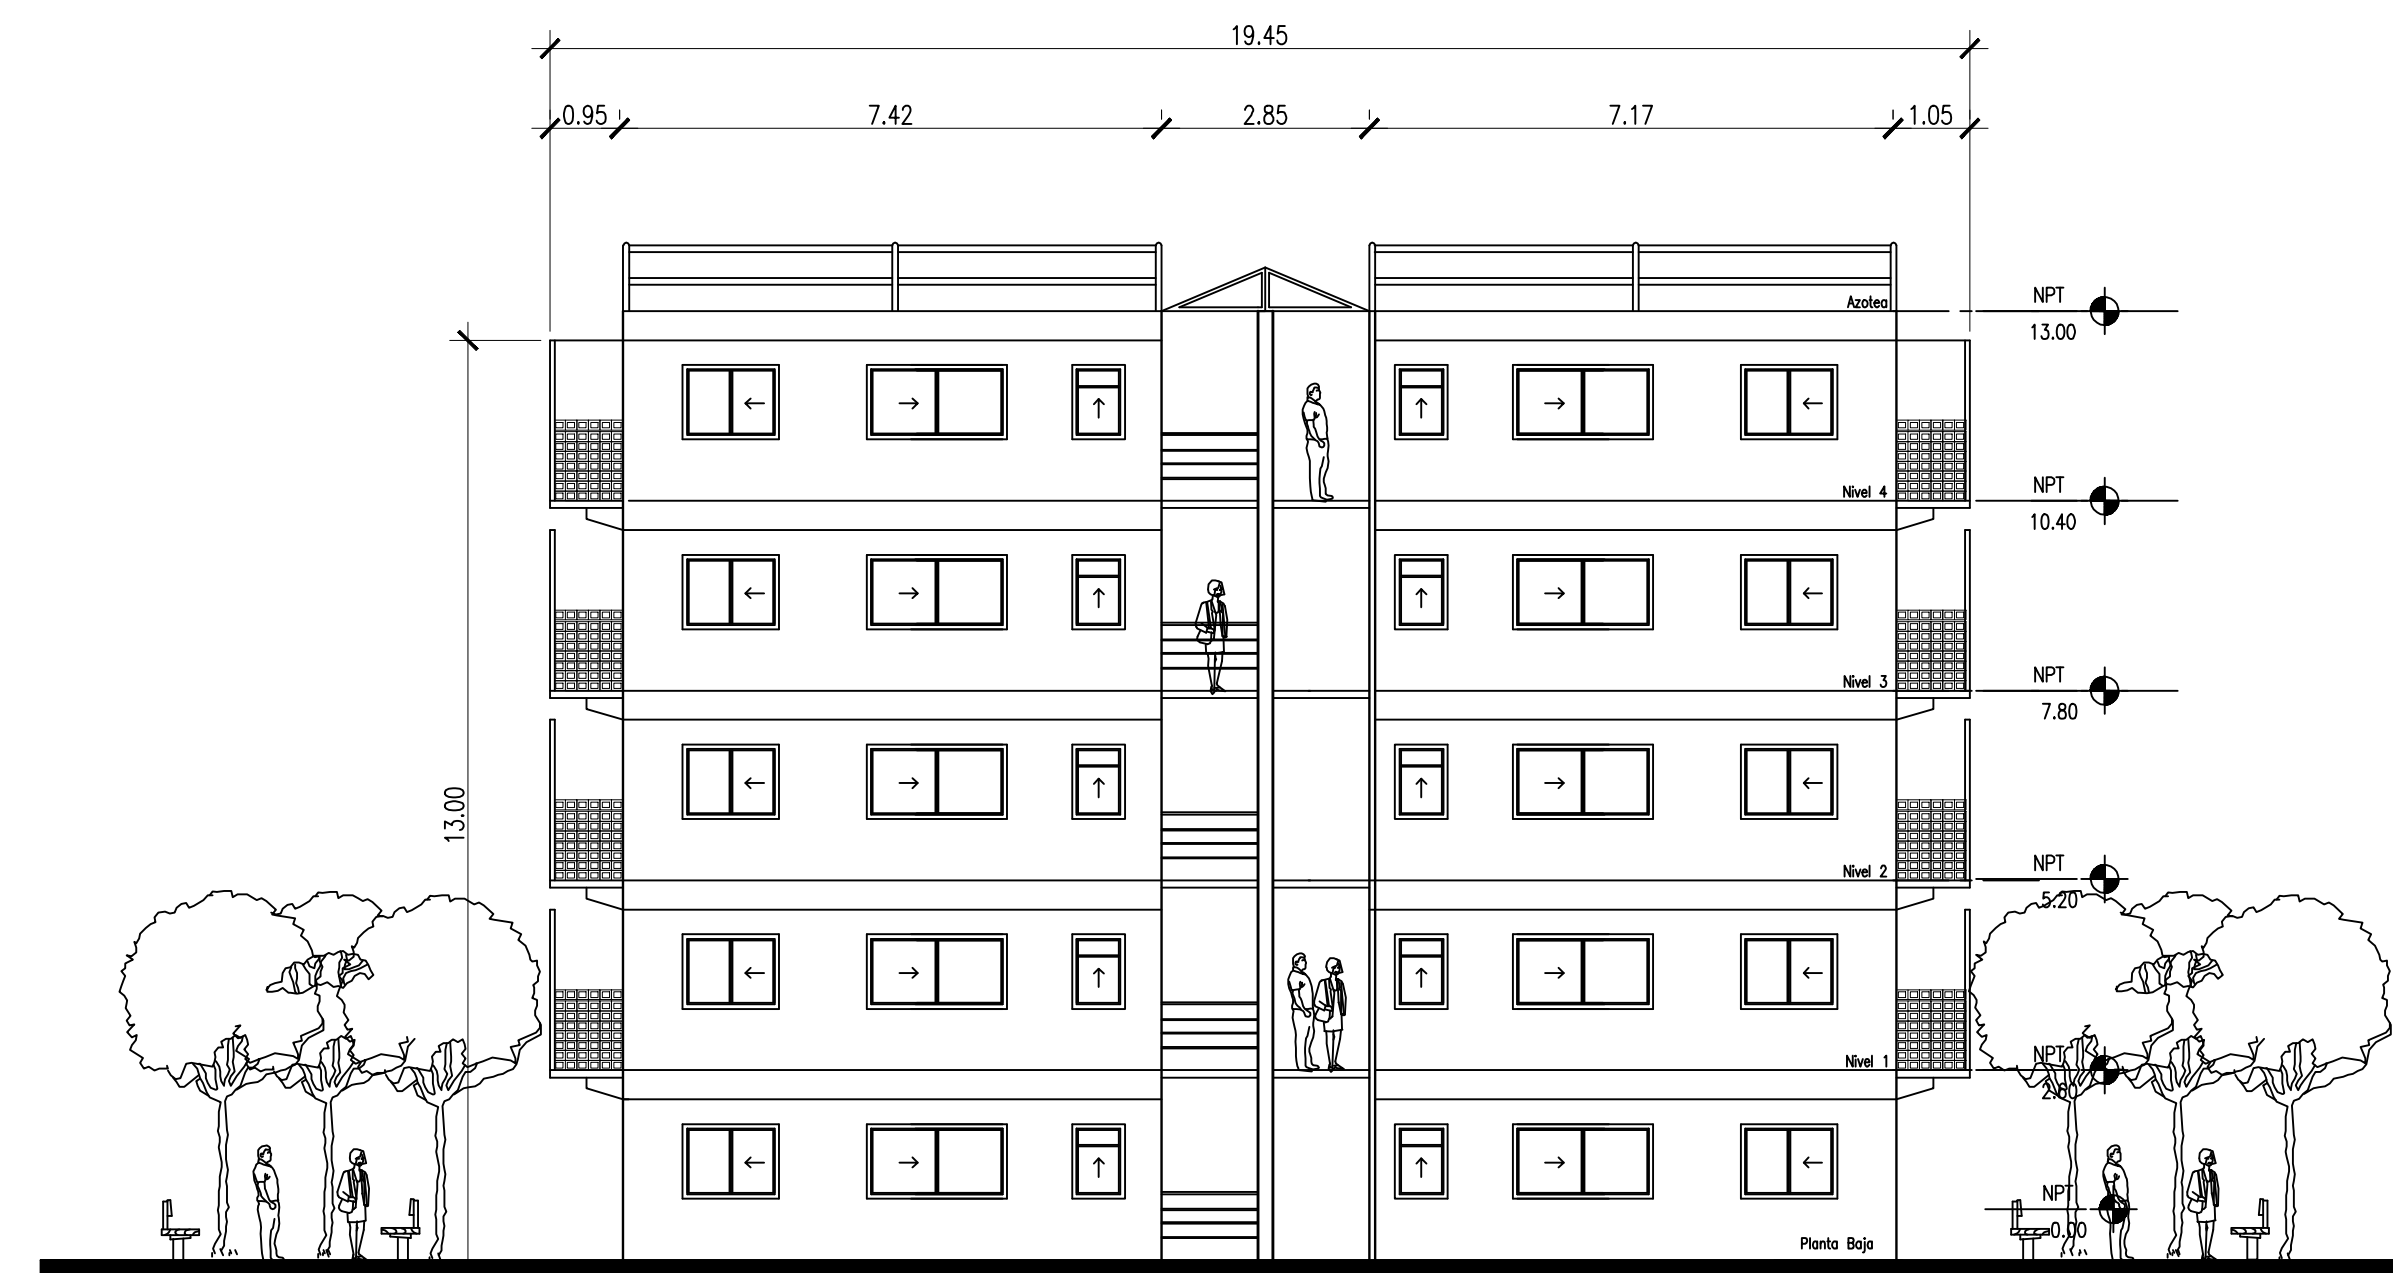 19.45
0.95 7.42 2.85 7.17 1.05
Azotea NPT
13.00
Nivel 4 NPT
10.40
Nivel 3 NPT
7.80
13.00
Nivel 2 NPT
5.20
Nivel 1 NPT
2.60
NPT
0.00
Planta Baja